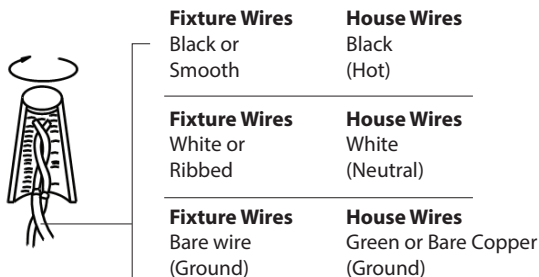 Fixture Wires House Wires
Black or Black
Smooth (Hot)
Fixture Wires House Wires
White or White
Ribbed (Neutral)
Fixture Wires House Wires
Bare wire Green or Bare Copper
(Ground) (Ground)